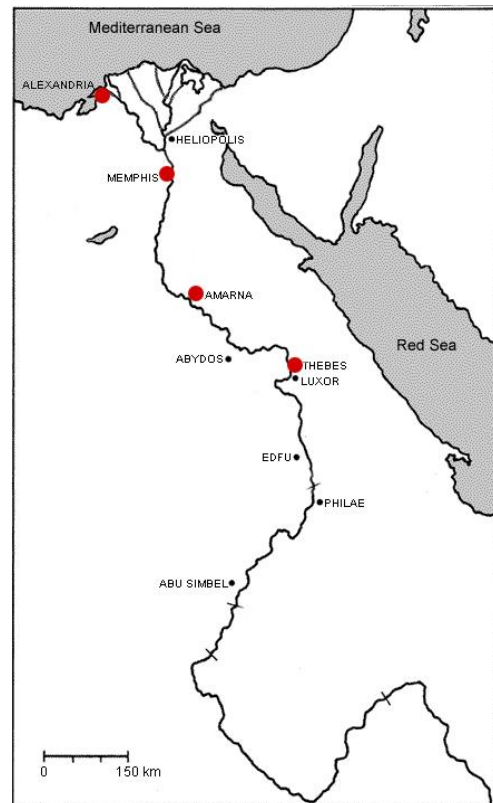 Mediterranean Sea
ALEXANDRIA
HELIOPOLIS
MEMPHIS
AMARNA
Red Sea
ABYDOS
THEBES
LUXOR
EDFU
PHILAE
ABU SIMBEL
0 150 km